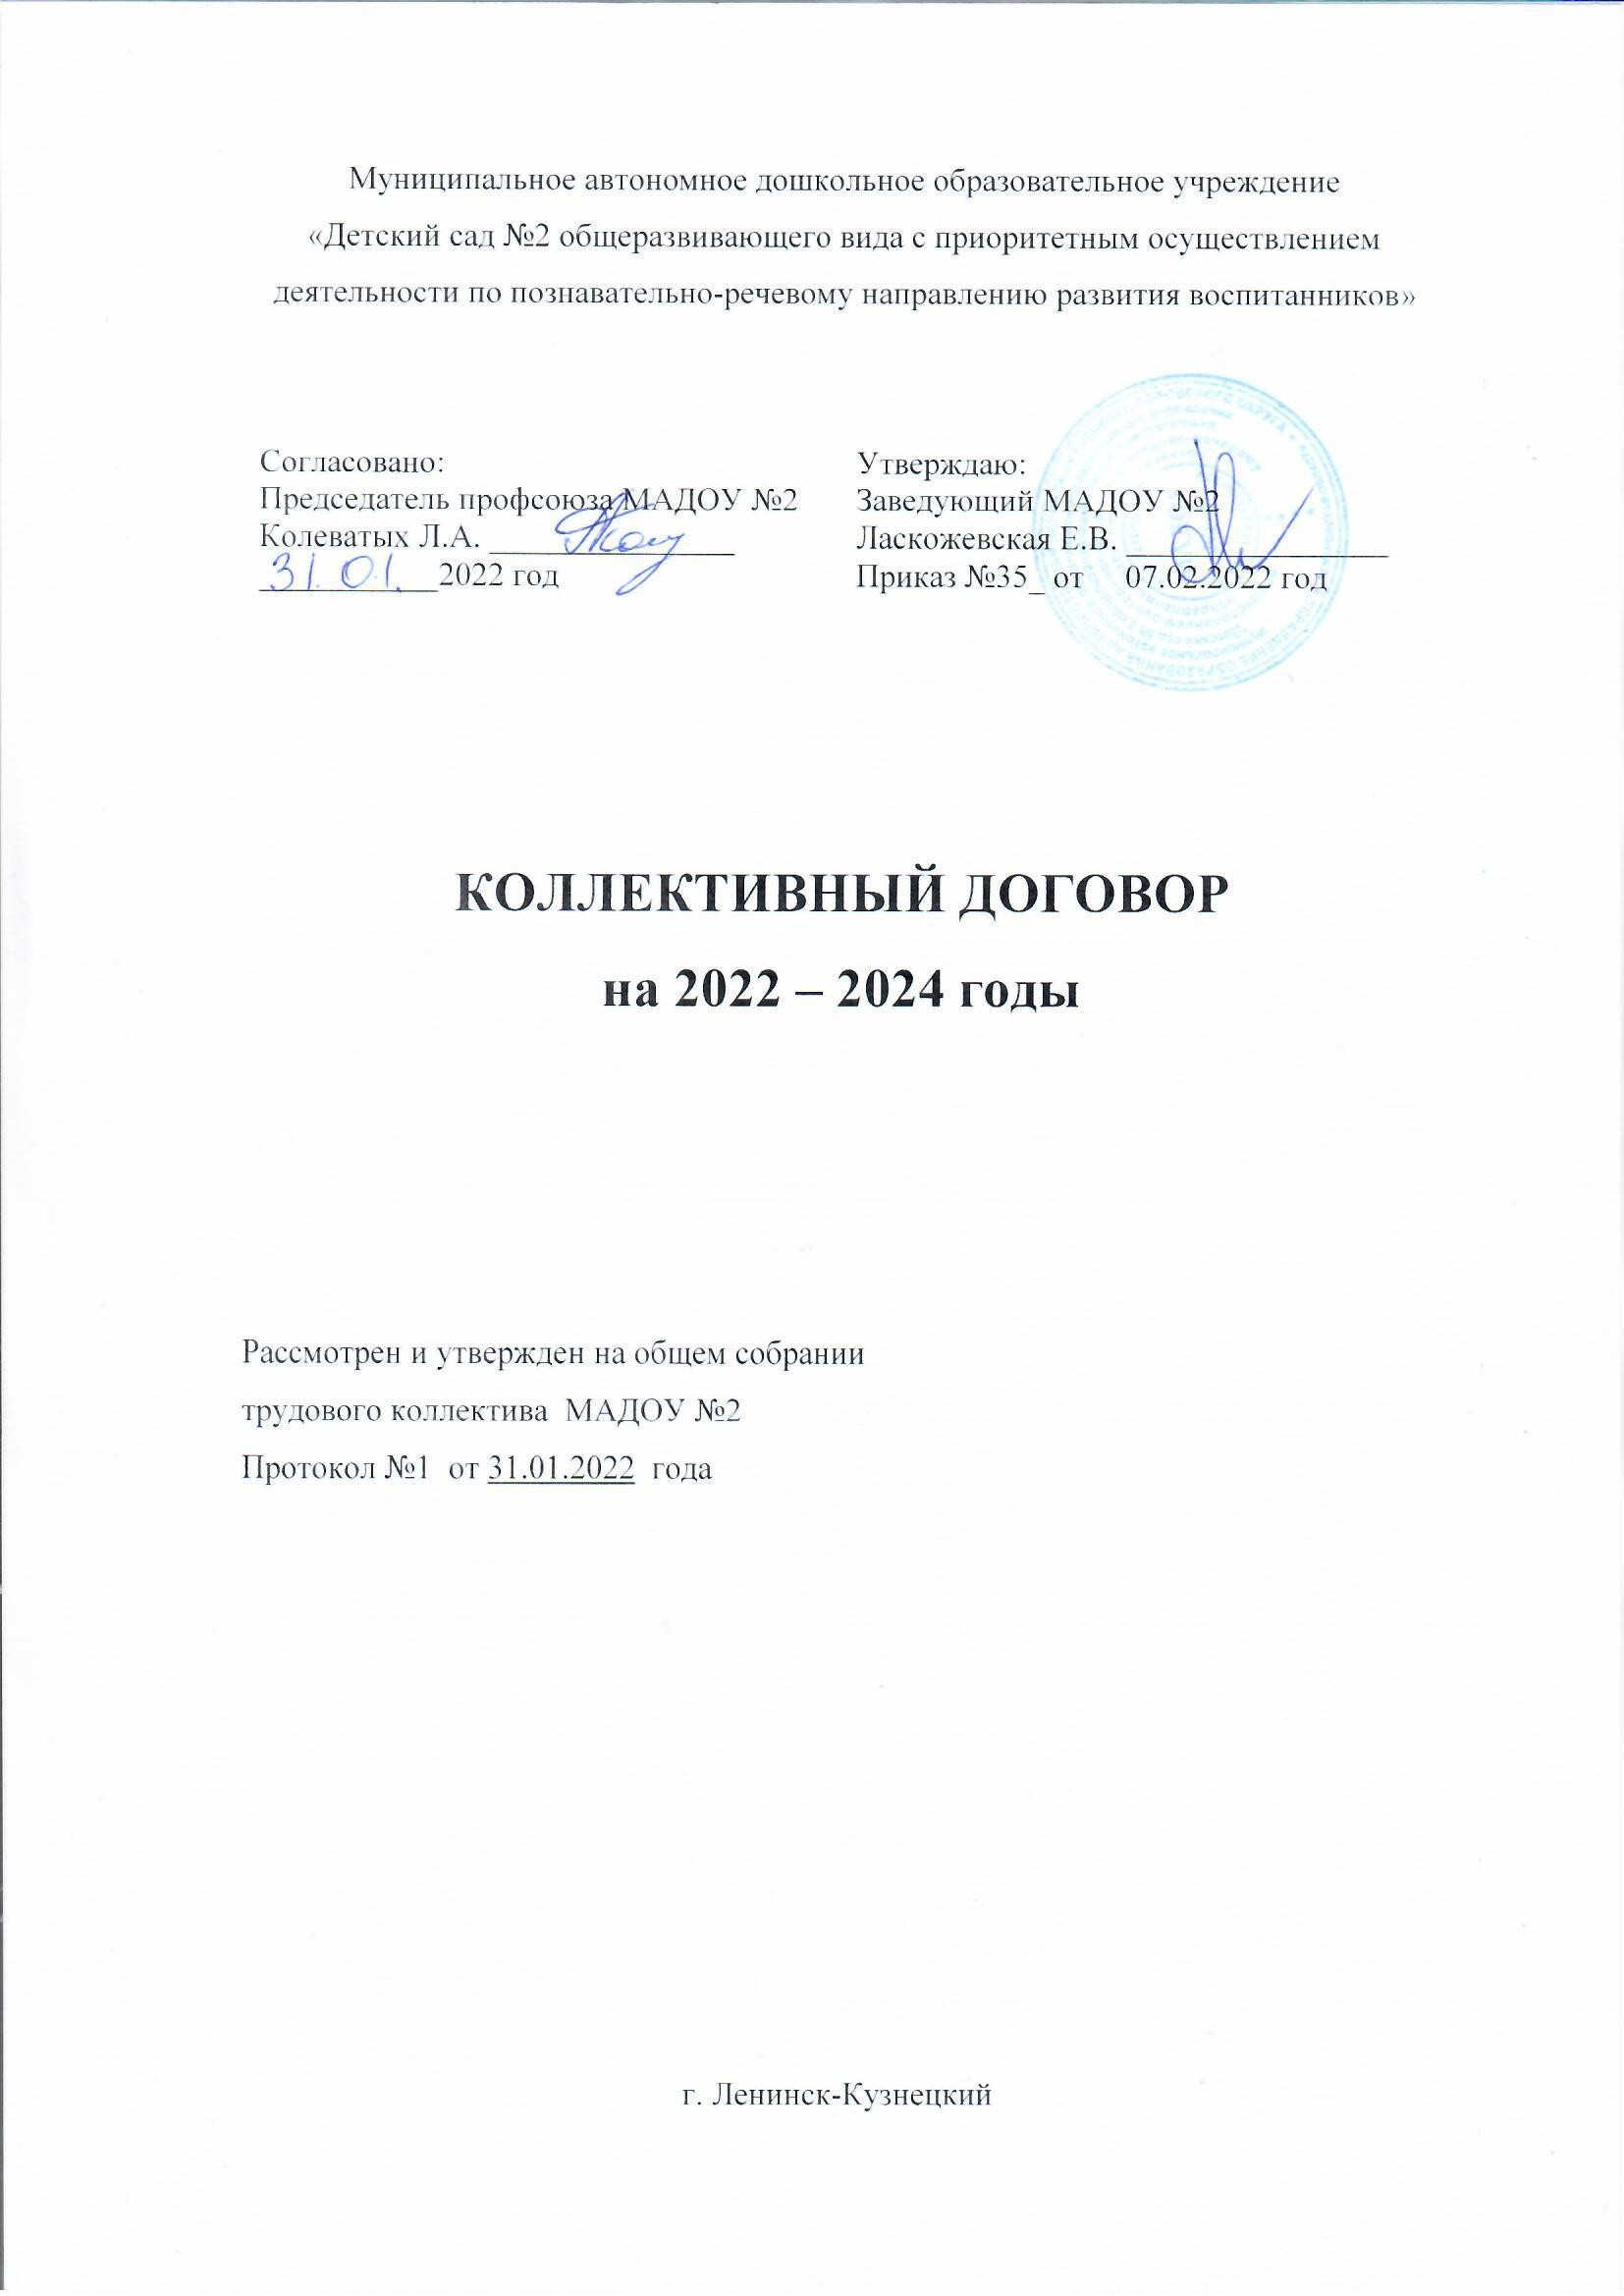 Муниципальное автономное дошкольное образовательное учреждение
«Детский сад №2 общеразвивающего вида с приоритетным осуществлением
деятельности по познавательно-речевому направлению развития воспитанников»
Согласовано:
Председатель профсоюза МАДОУ №2
Колеватых Л.А. _______________
31.01. 2022 год
Утверждаю:
Заведующий МАДОУ №2
Ласкожевская Е.В. ________________
Приказ №35_ от 07.02.2022 год
КОЛЛЕКТИВНЫЙ ДОГОВОР
на 2022 – 2024 годы
Рассмотрен и утвержден на общем собрании
трудового коллектива МАДОУ №2
Протокол №1 от 31.01.2022 года
г. Ленинск-Кузнецкий